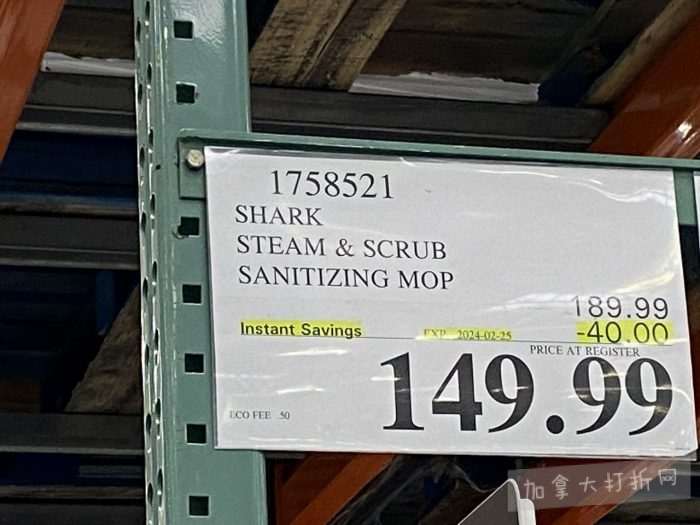 1758521
SHARK
STEAM & SCRUB
SANITIZING MOP
189.99
Instant Savings EXP. 2024-02-25 -40.00
PRICE AT REGISTER
149.99
ECO FEE .50
加拿大打折网